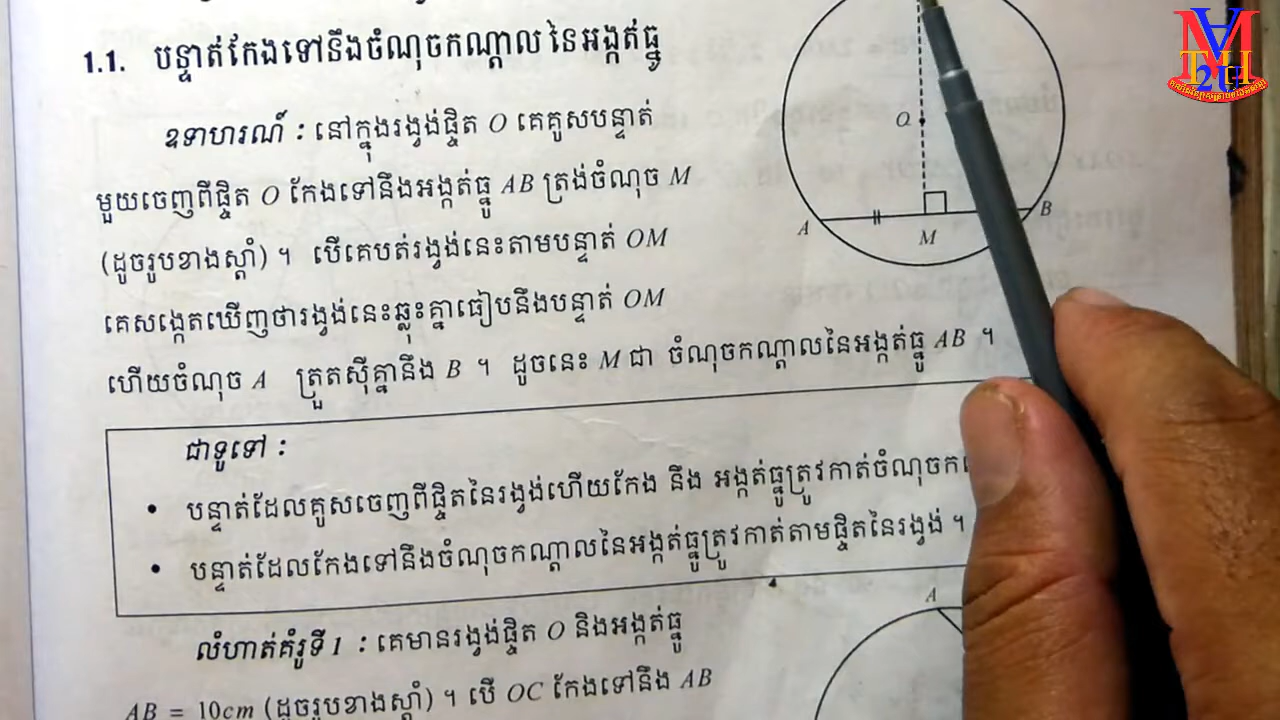 1.1. បន្ទាត់កែងទៅនឹងចំណុចកណ្តាល នៃអង្កត់ធ្នូ
ឧទាហរណ៍ : នៅក្នុងរង្វង់ផ្ចិត O គេគូសបន្ទាត់
មួយចេញពីផ្ចិត O កែងទៅនឹងអង្កត់ធ្នូ AB ត្រង់ចំណុច M
(ដូចរូបខាងស្តាំ) ។ បើគេបត់រង្វង់នេះតាមបន្ទាត់ OM
គេសង្កេតឃើញថារង្វង់នេះឆ្លុះគ្នាធៀបនឹងបន្ទាត់ OM
ហើយចំណុច A ត្រួតស៊ីគ្នានឹង B ។ ដូចនេះ M ជា ចំណុចកណ្តាលនៃអង្កត់ធ្នូ AB ។
O
A
M
B
ជាទូទៅ :
• បន្ទាត់ដែលគូសចេញពីផ្ចិតនៃរង្វង់ហើយកែង នឹង អង្កត់ធ្នូត្រូវកាត់
• បន្ទាត់ដែលកែងទៅនឹងចំណុចកណ្តាលនៃអង្កត់ធ្នូត្រូវកាត់តាមផ្ចិតនៃរង្វង់ ។
លំហាត់គំរូទី 1 : គេមានរង្វង់ផ្ចិត O និងអង្កត់ធ្នូ
AB = 10cm (ដូចរូបខាងស្តាំ) ។ បើ OC កែងទៅនឹង AB
A